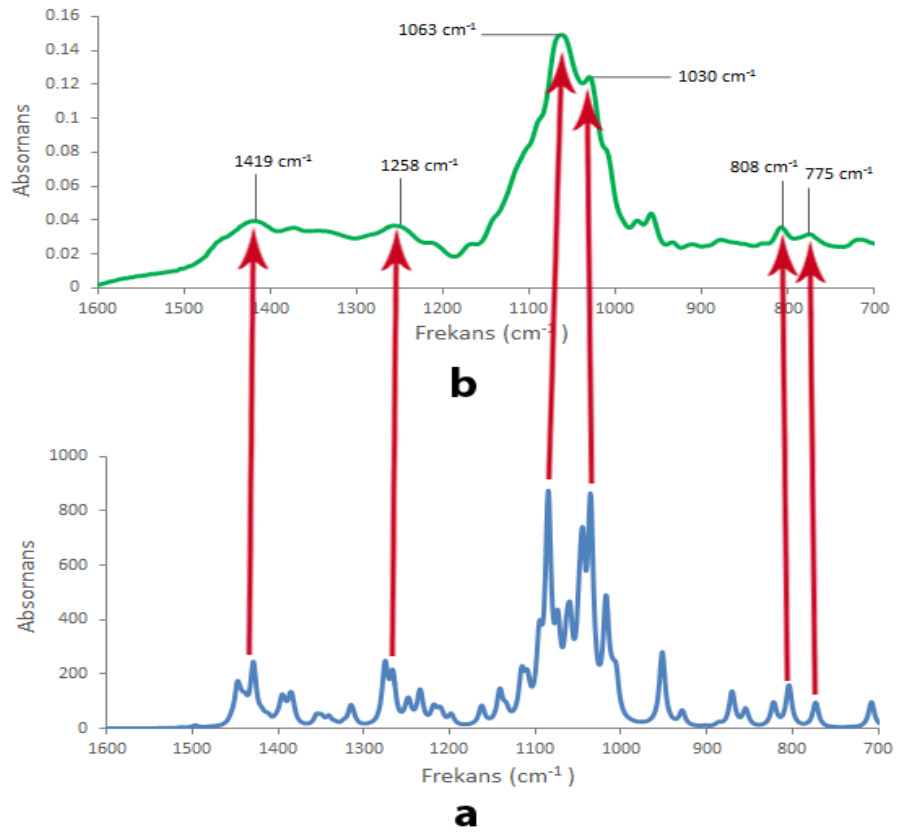 0.16
0.14
0.12
0.1
0.08
0.06
0.04
0.02
0
Absornans
1063 cm⁻¹
1030 cm⁻¹
1419 cm⁻¹
1258 cm⁻¹
808 cm⁻¹
775 cm⁻¹
1600 1500 1400 1300 1200 1100 1000 900 800 700
Frekans (cm⁻¹ )
b
1000
800
600
400
200
0
Absornans
1600 1500 1400 1300 1200 1100 1000 900 800 700
Frekans (cm⁻¹ )
a